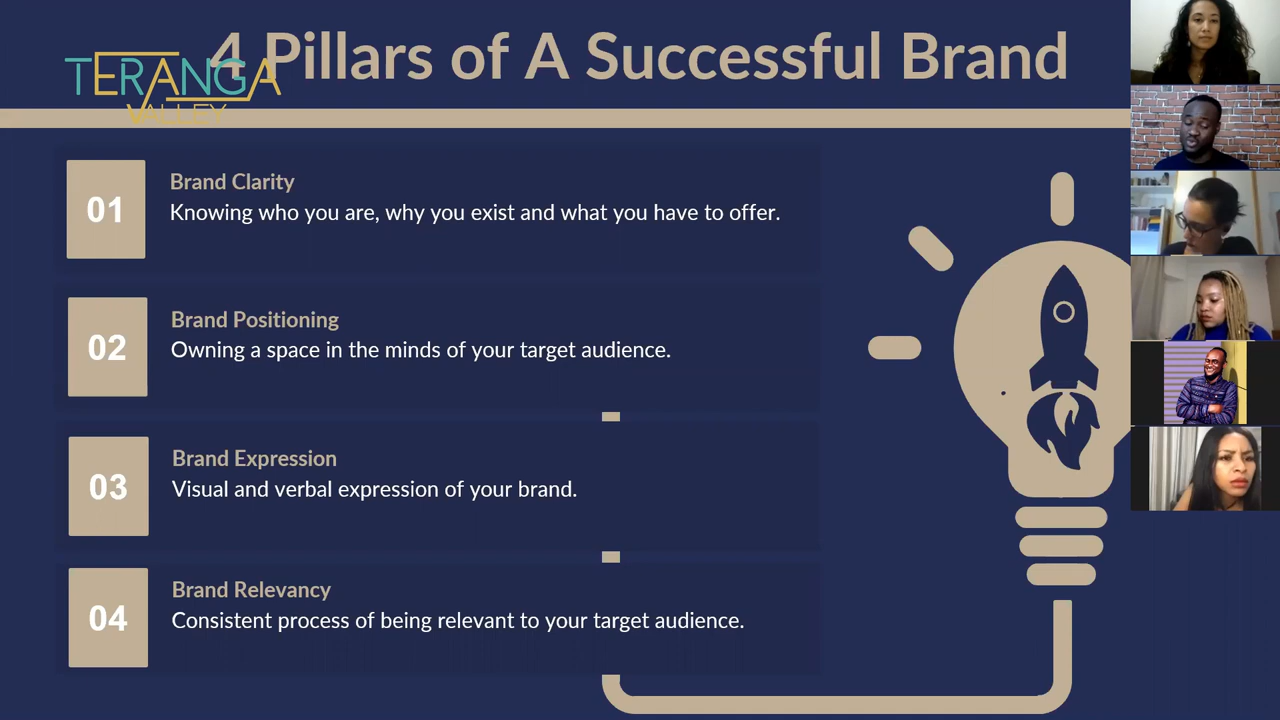 4 Pillars of A Successful Brand
TERANGA
VALLEY
01
Brand Clarity
Knowing who you are, why you exist and what you have to offer.
02
Brand Positioning
Owning a space in the minds of your target audience.
03
Brand Expression
Visual and verbal expression of your brand.
04
Brand Relevancy
Consistent process of being relevant to your target audience.